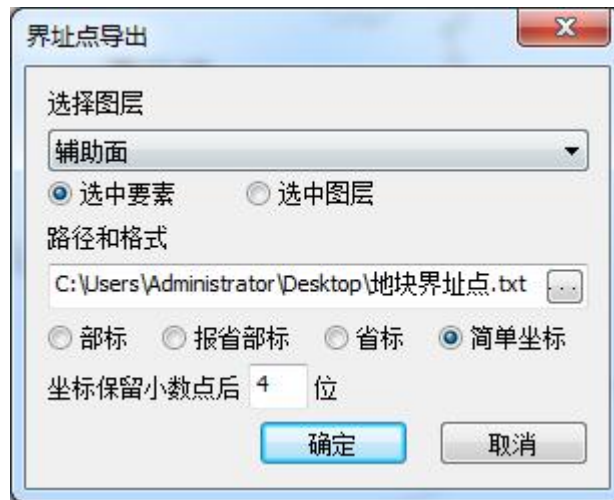 界址点导出
选择图层
辅助面
选中要素 选中图层
路径和格式
C:\Users\Administrator\Desktop\地块界址点.txt ...
部标 报省部标 省标 简单坐标
坐标保留小数点后 4 位
确定 取消